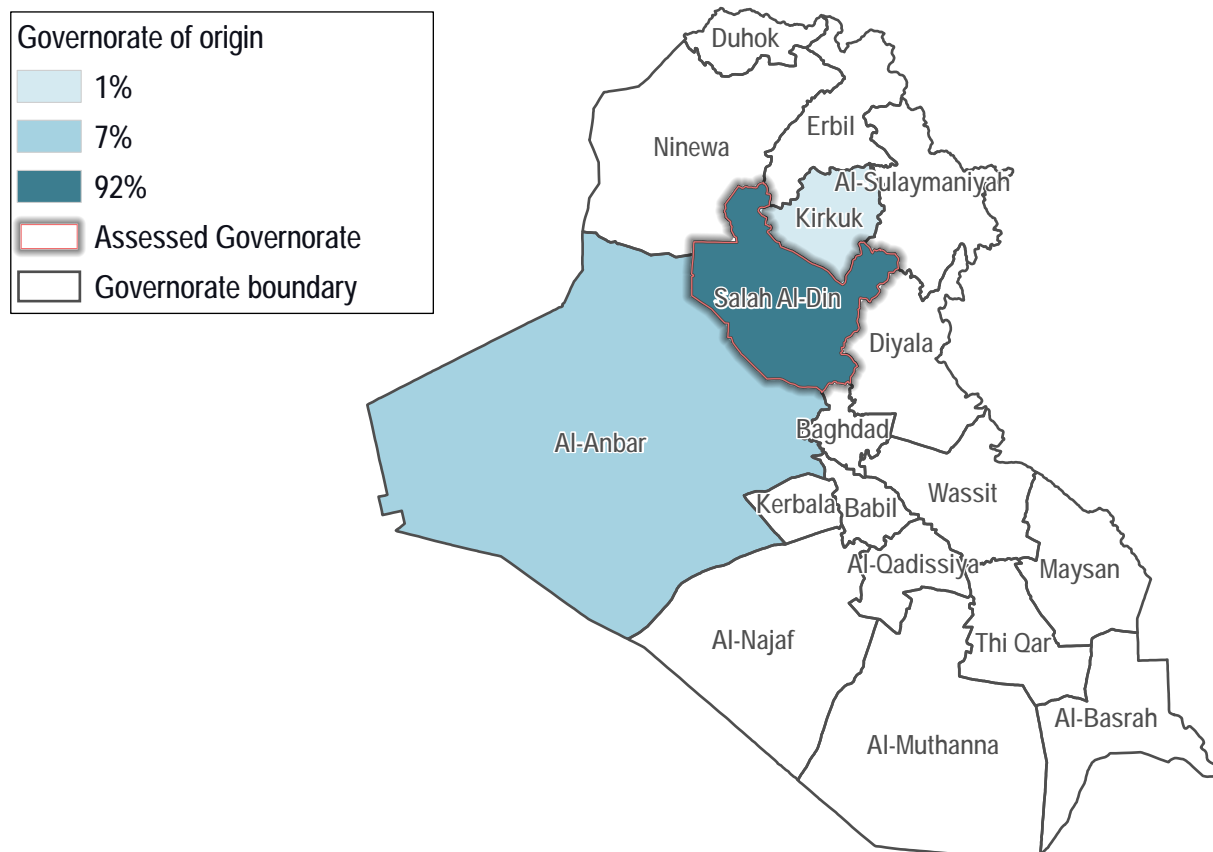 Governorate of origin
1%
7%
92%
Assessed Governorate
Governorate boundary
Duhok
Erbil
Ninewa
Al-Sulaymaniyah
Kirkuk
Salah Al-Din
Diyala
Baghdad
Al-Anbar
Wassit
Kerbala
Babil
Al-Qadissiya
Maysan
Al-Najaf
Thi Qar
Al-Basrah
Al-Muthanna